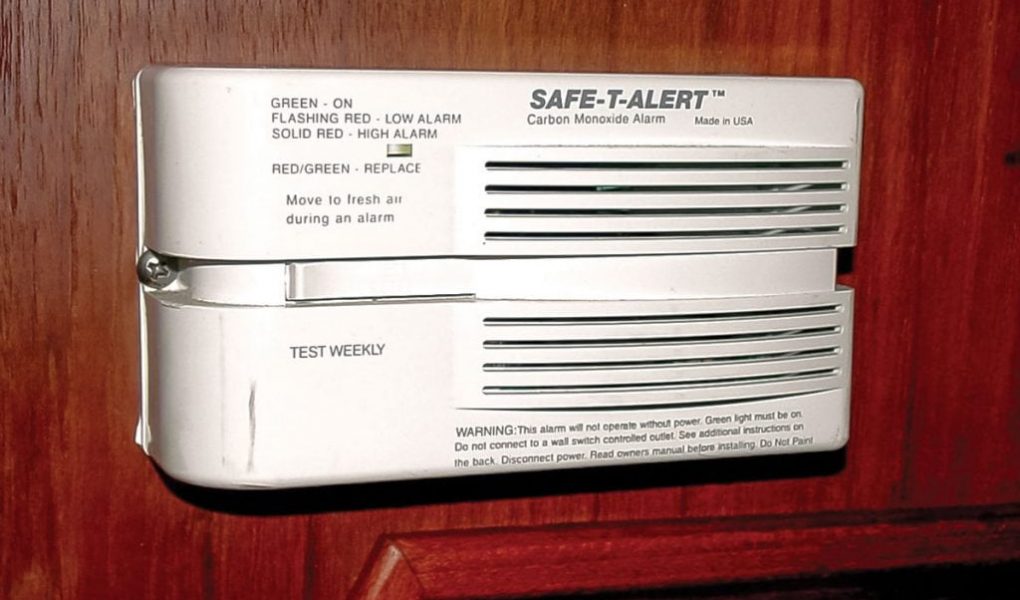 GREEN - ON
FLASHING RED - LOW ALARM
SOLID RED - HIGH ALARM
RED/GREEN - REPLACE
Move to fresh air
during an alarm
SAFE-T-ALERT™
Carbon Monoxide Alarm Made in USA
TEST WEEKLY
WARNING: This alarm will not operate without power. Green light must be on.
Do not connect to a wall switch controlled outlet. See additional instructions on
the back. Disconnect power. Read owners manual before installing. Do Not Paint